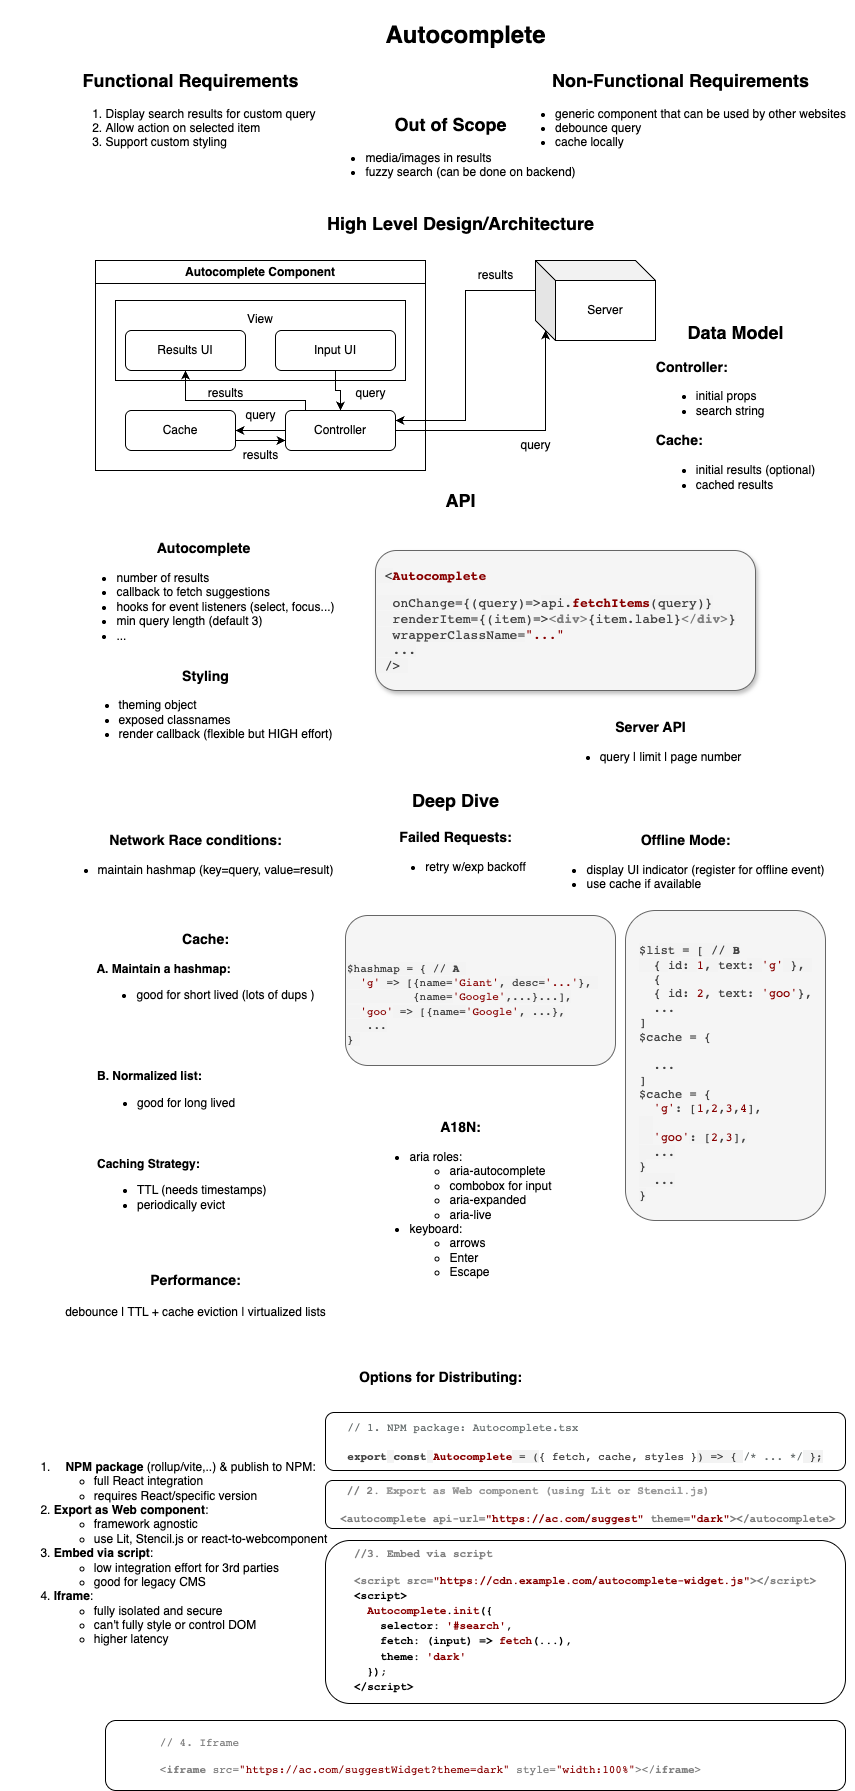 Autocomplete
Functional Requirements
1. Display search results for custom query
2. Allow action on selected item
3. Support custom styling
Out of Scope
• media/images in results
• fuzzy search (can be done on backend)
Non-Functional Requirements
• generic component that can be used by other websites
• debounce query
• cache locally
High Level Design/Architecture
Autocomplete Component
View
Results UI
Input UI
results
query
query
Cache
Controller
results
results
Server
query
Data Model
Controller:
• initial props
• search string
Cache:
• initial results (optional)
• cached results
API
Autocomplete
• number of results
• callback to fetch suggestions
• hooks for event listeners (select, focus...)
• min query length (default 3)
• ...
Styling
• theming object
• exposed classnames
• render callback (flexible but HIGH effort)
<Autocomplete
onChange={(query)=>api.fetchItems(query)}
renderItem={(item)=><div>{item.label}</div>}
wrapperClassName="..."
...
/>
Server API
• query | limit | page number
Deep Dive
Network Race conditions:
• maintain hashmap (key=query, value=result)
Failed Requests:
• retry w/exp backoff
Offline Mode:
• display UI indicator (register for offline event)
• use cache if available
Cache:
A. Maintain a hashmap:
• good for short lived (lots of dups )
B. Normalized list:
• good for long lived
Caching Strategy:
• TTL (needs timestamps)
• periodically evict
$hashmap = { // A
'g' => [{name='Giant', desc='...'},
{name='Google',...}...],
'goo' => [{name='Google', ...},
...
}
$list = [ // B
{ id: 1, text: 'g' },
{
{ id: 2, text: 'goo'},
...
]
$cache = {
...
]
$cache = {
'g': [1,2,3,4],
'goo': [2,3],
...
}
...
}
A18N:
• aria roles:
○ aria-autocomplete
○ combobox for input
○ aria-expanded
○ aria-live
• keyboard:
○ arrows
○ Enter
○ Escape
Performance:
debounce | TTL + cache eviction | virtualized lists
Options for Distributing:
1. NPM package (rollup/vite,..) & publish to NPM:
○ full React integration
○ requires React/specific version
2. Export as Web component:
○ framework agnostic
○ use Lit, Stencil.js or react-to-webcomponent
3. Embed via script:
○ low integration effort for 3rd parties
○ good for legacy CMS
4. Iframe:
○ fully isolated and secure
○ can't fully style or control DOM
○ higher latency
// 1. NPM package: Autocomplete.tsx
export const Autocomplete = ({ fetch, cache, styles }) => { /* ... */ };
// 2. Export as Web component (using Lit or Stencil.js)
<autocomplete api-url="https://ac.com/suggest" theme="dark"></autocomplete>
//3. Embed via script
<script src="https://cdn.example.com/autocomplete-widget.js"></script>
<script>
Autocomplete.init({
selector: '#search',
fetch: (input) => fetch(...),
theme: 'dark'
});
</script>
// 4. Iframe
<iframe src="https://ac.com/suggestWidget?theme=dark" style="width:100%"></iframe>